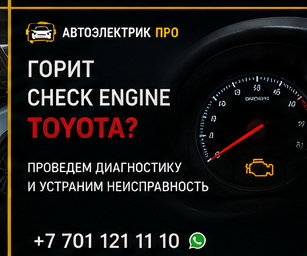 АВТОЭЛЕКТРИК ПРО
ГОРИТ
CHECK ENGINE
TOYOTA?
ПРОВЕДЕМ ДИАГНОСТИКУ
И УСТРАНИМ НЕИСПРАВНОСТЬ
+7 701 121 11 10